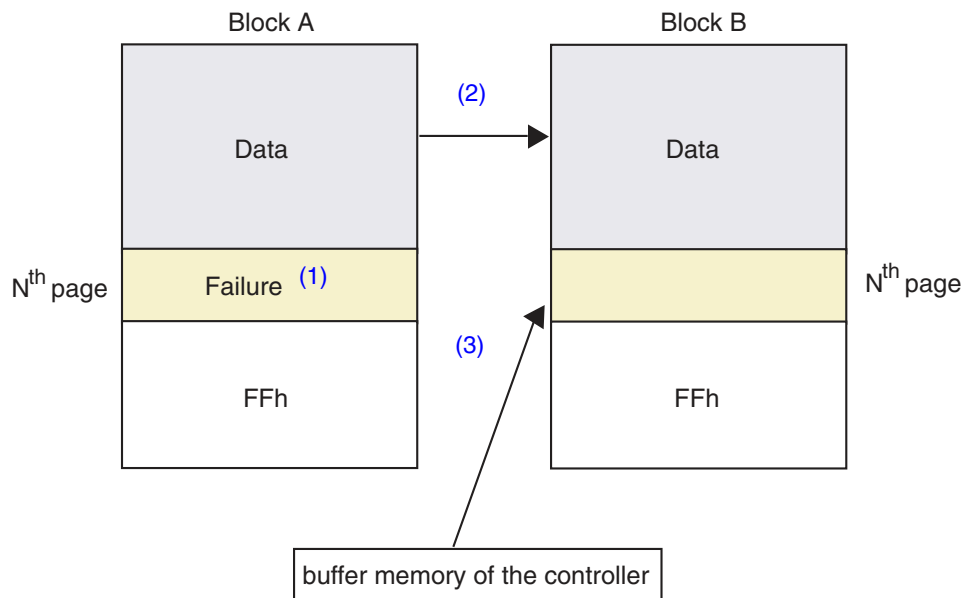 Block A
Block B
(2)
Data
Data
Nth page
Failure (1)
Nth page
(3)
FFh
FFh
buffer memory of the controller